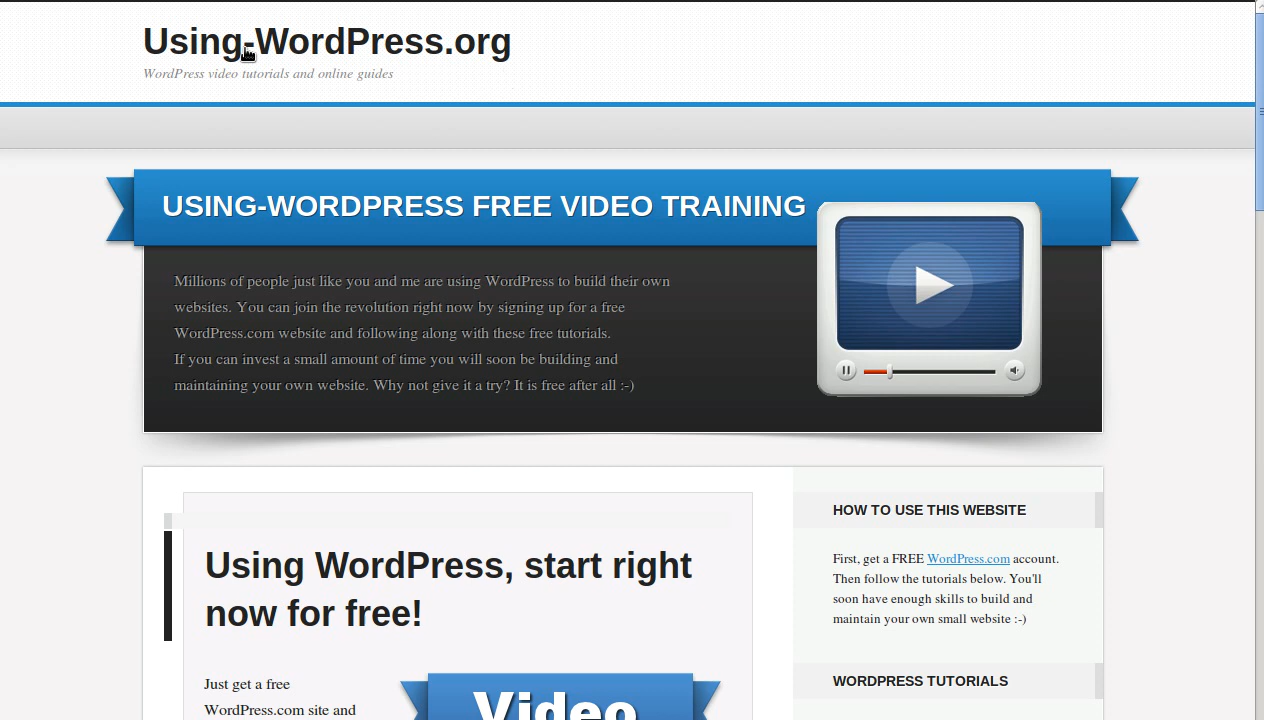 Using-WordPress.org
WordPress video tutorials and online guides
USING-WORDPRESS FREE VIDEO TRAINING
Millions of people just like you and me are using WordPress to build their own
websites. You can join the revolution right now by signing up for a free
WordPress.com website and following along with these free tutorials.
If you can invest a small amount of time you will soon be building and
maintaining your own website. Why not give it a try? It is free after all :-)
Using WordPress, start right
now for free!
Just get a free
WordPress.com site and
Video
HOW TO USE THIS WEBSITE
First, get a FREE WordPress.com account.
Then follow the tutorials below. You'll
soon have enough skills to build and
maintain your own small website :-)
WORDPRESS TUTORIALS